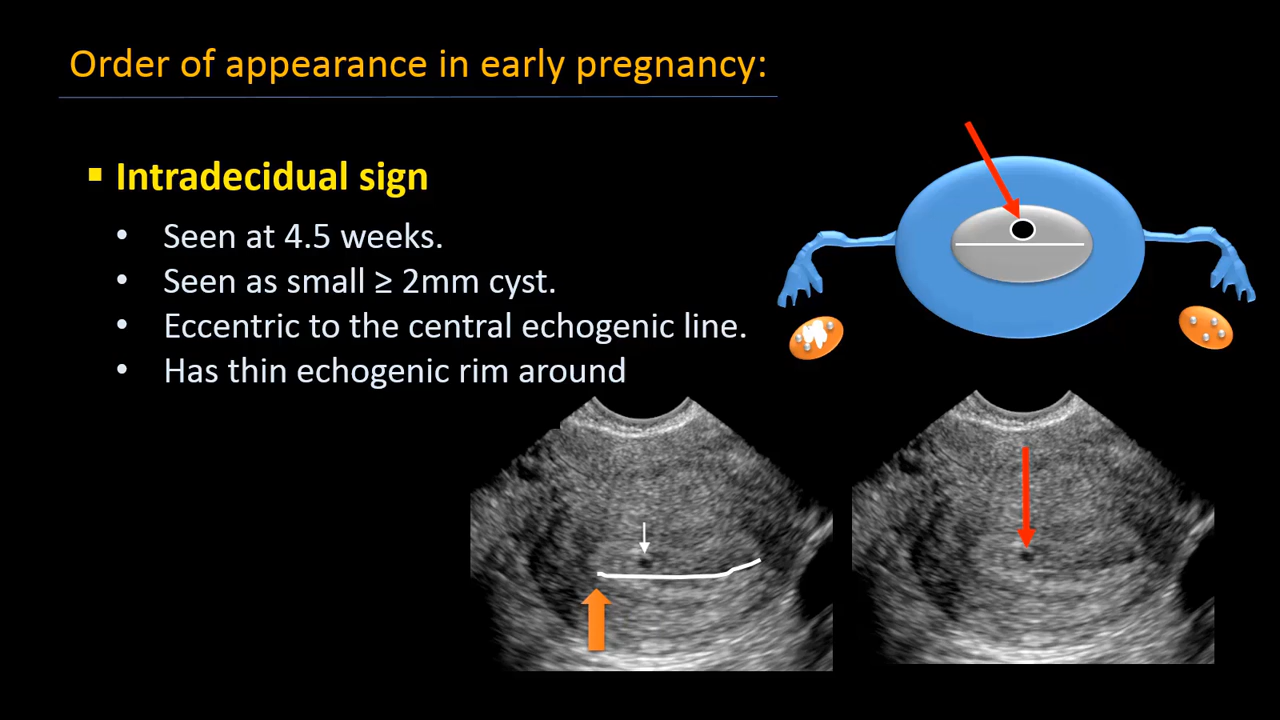 Order of appearance in early pregnancy:
▪ Intradecidual sign
• Seen at 4.5 weeks.
• Seen as small ≥ 2mm cyst.
• Eccentric to the central echogenic line.
• Has thin echogenic rim around